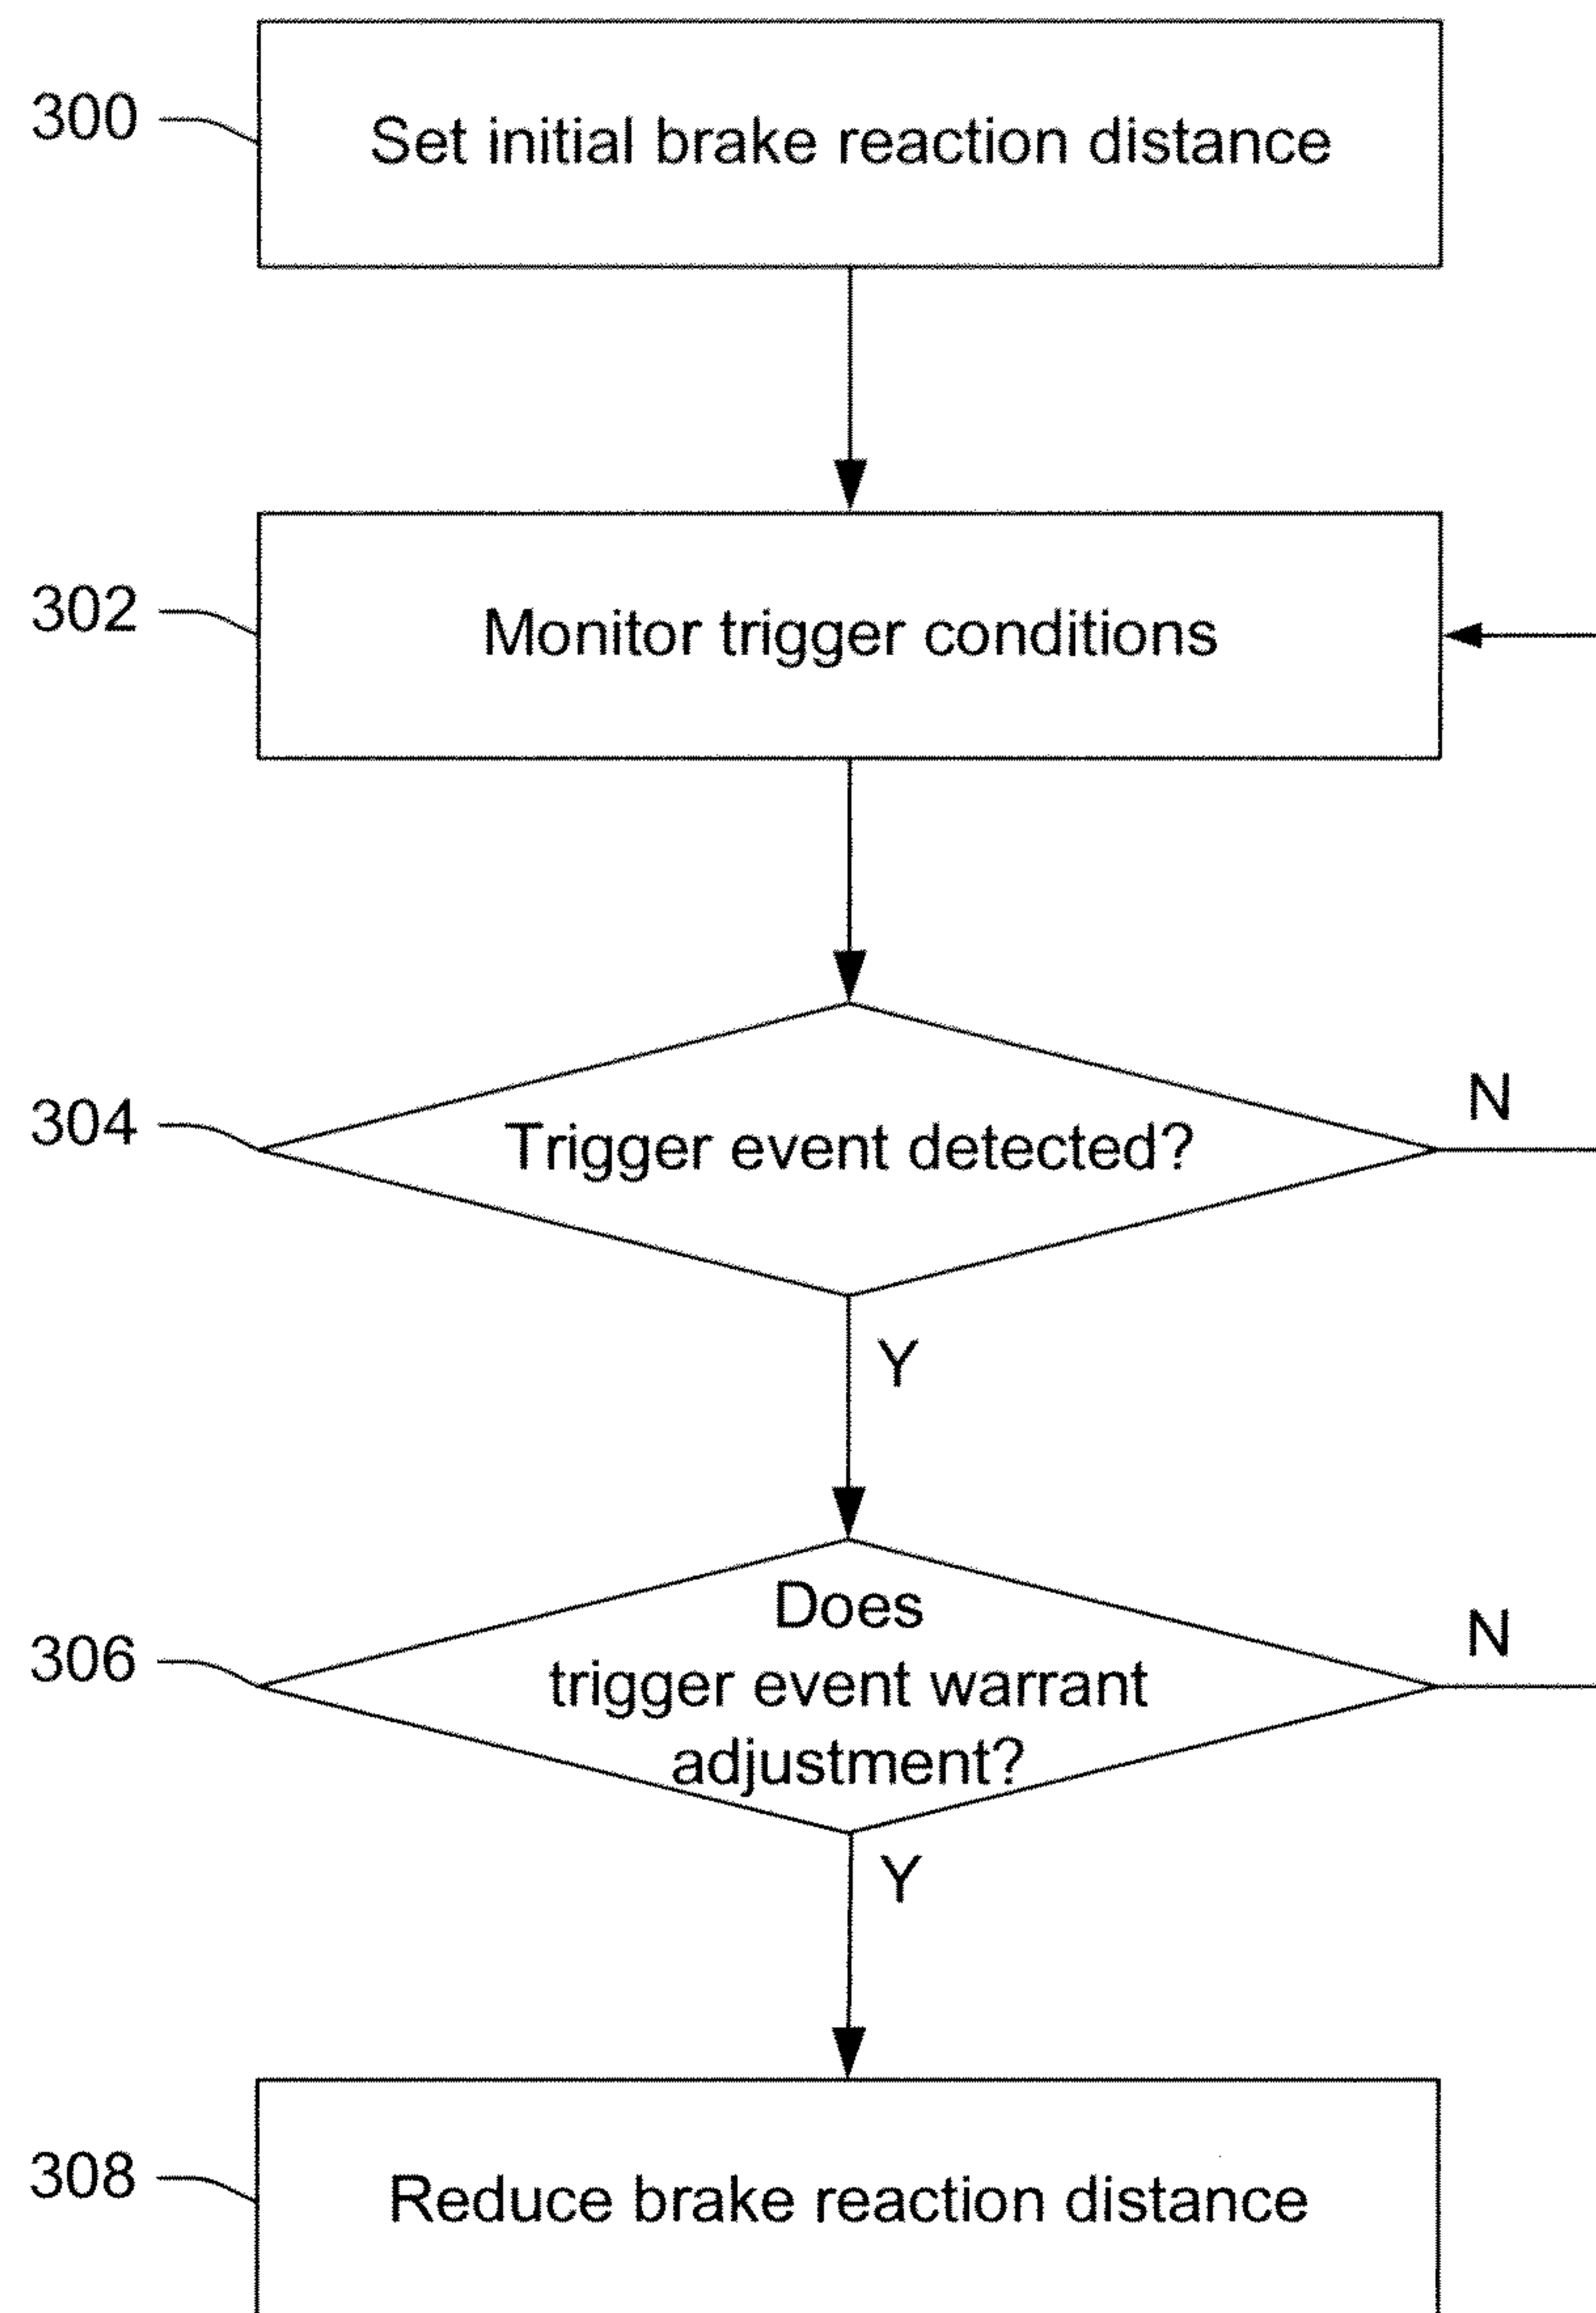 300
Set initial brake reaction distance
302
Monitor trigger conditions
304
Trigger event detected?
N
Y
306
Does
trigger event warrant
adjustment?
N
Y
308
Reduce brake reaction distance